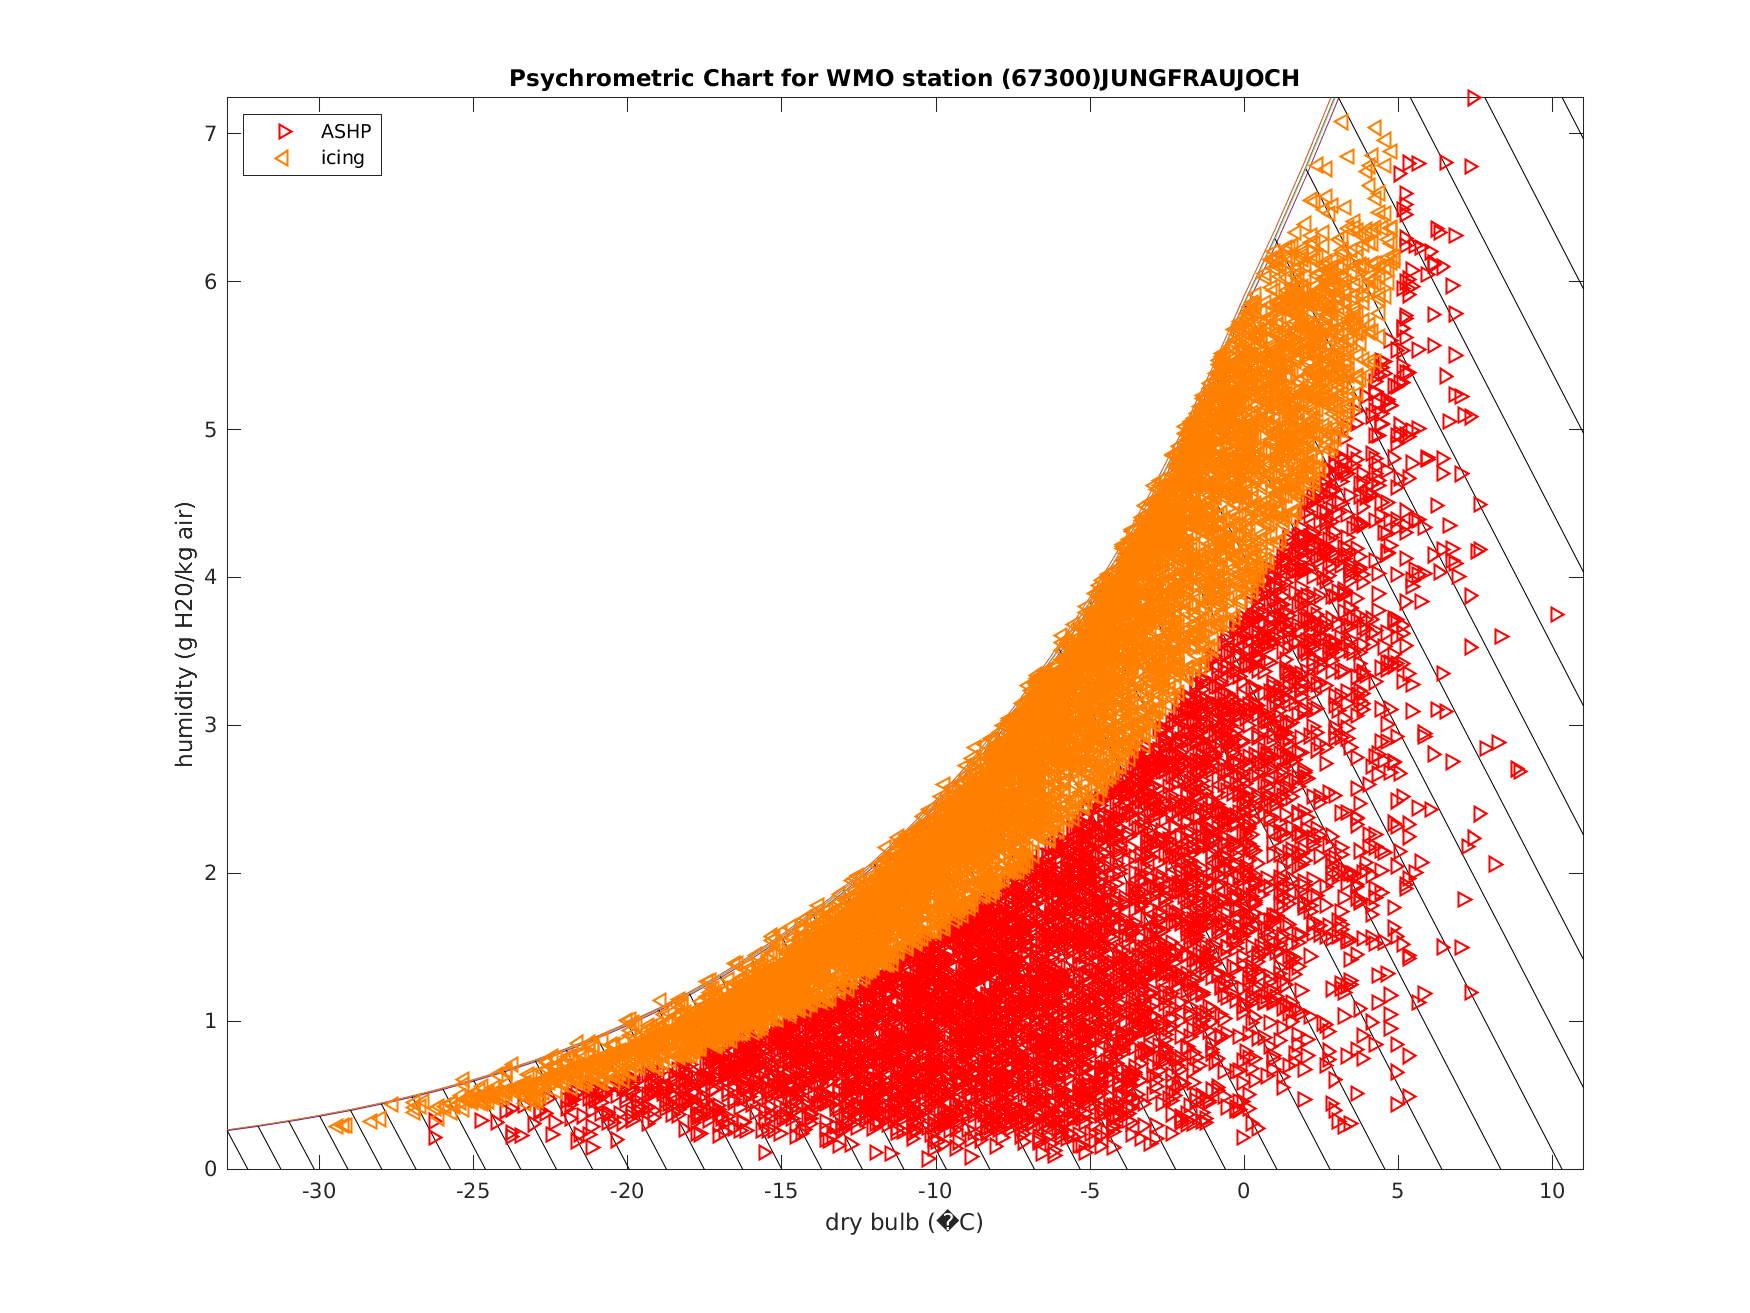 Psychrometric Chart for WMO station (67300)JUNGFRAUJOCH
ASHP
icing
humidity (g H20/kg air)
7
6
5
4
3
2
1
0
-30 -25 -20 -15 -10 -5 0 5 10
dry bulb (�C)